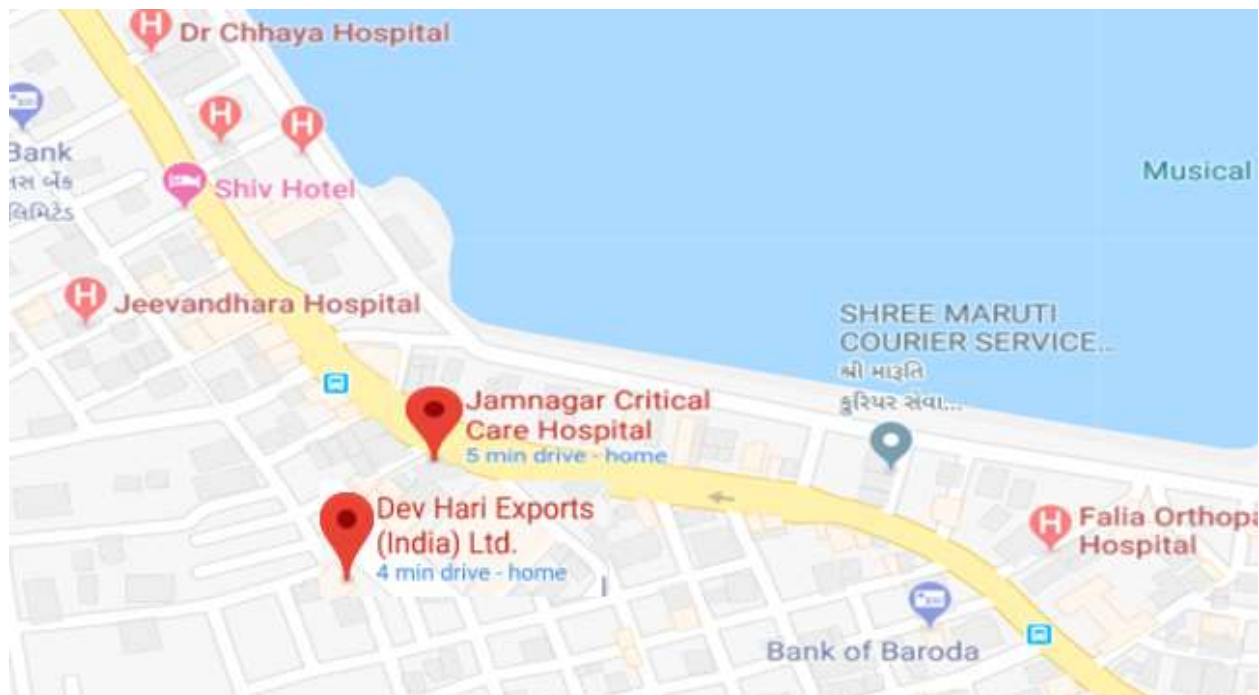 Dr Chhaya Hospital
H
H
H
Bank
લિમિટેડ
Shiv Hotel
Musical
H
Jeevandhara Hospital
SHREE MARUTI
COURIER SERVICE...
શ્રી મારૂતિ
કુરિયર સેવા...
Jamnagar Critical
Care Hospital
5 min drive - home
Dev Hari Exports
(India) Ltd.
4 min drive - home
H
Falia Orthopa
Hospital
Bank of Baroda